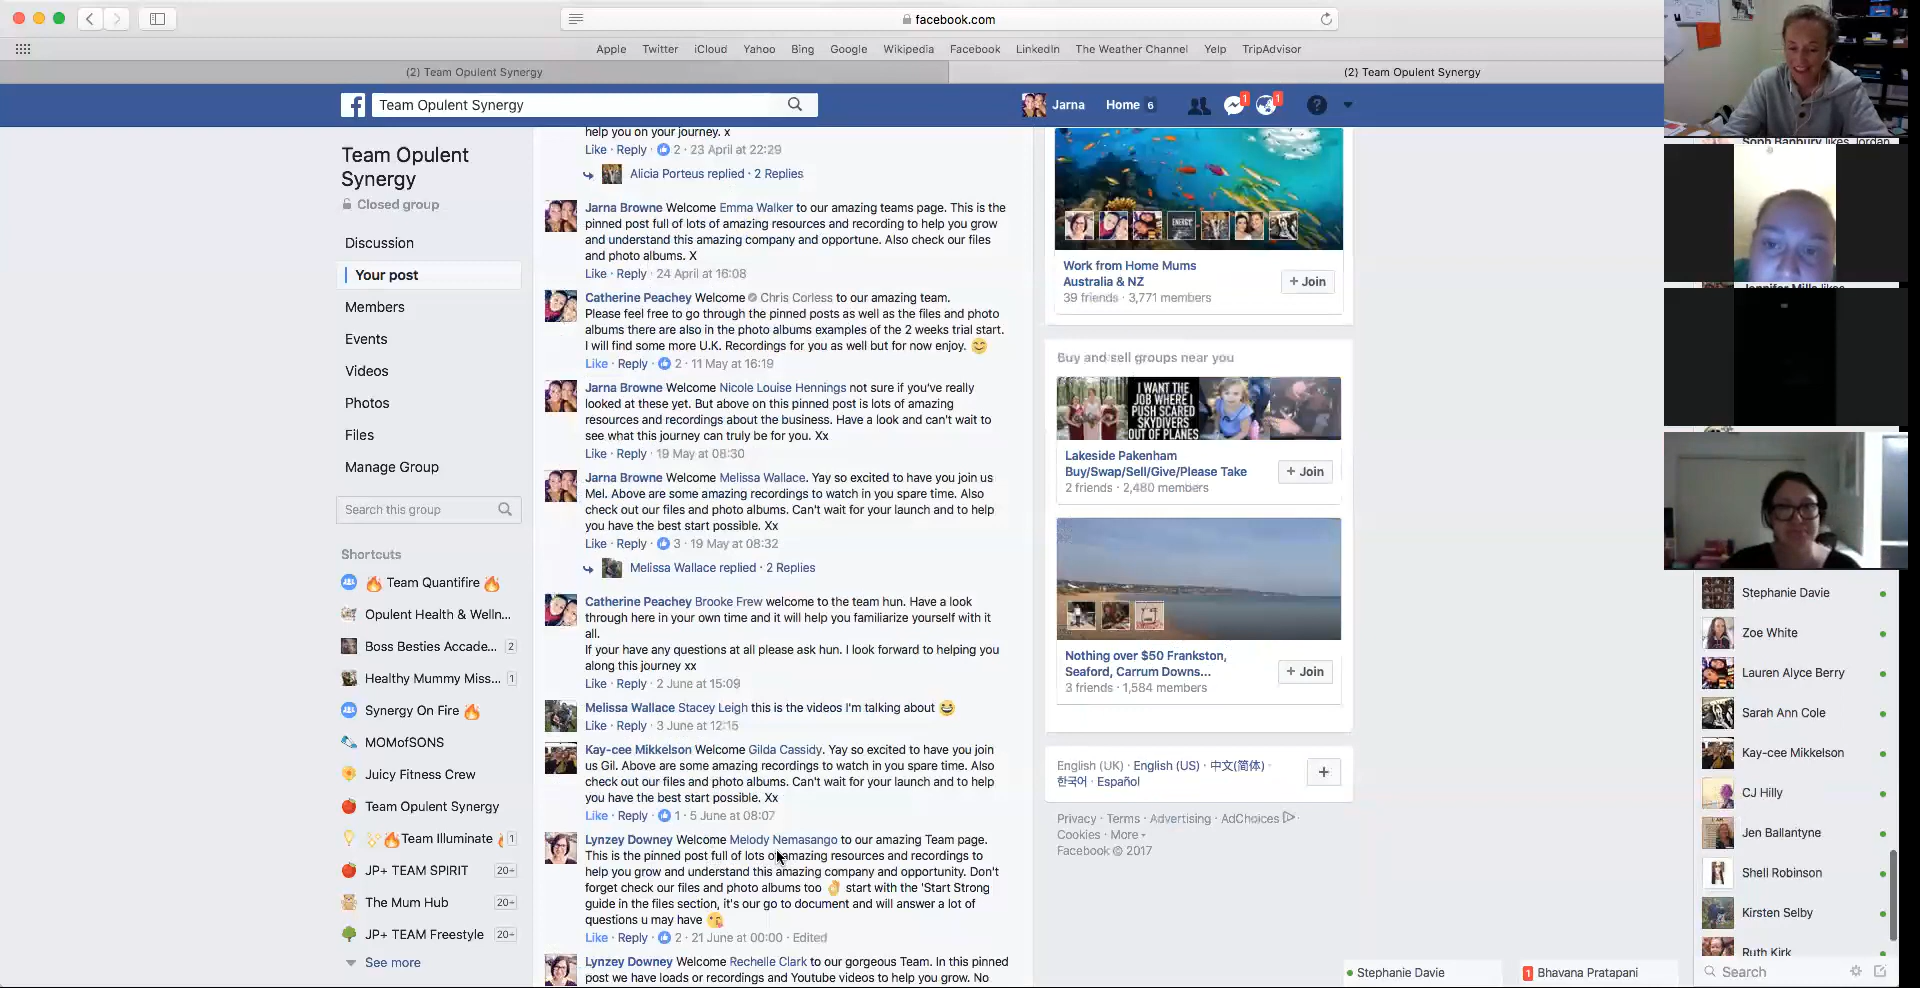 facebook.com
Apple Twitter iCloud Yahoo Bing Google Wikipedia Facebook LinkedIn The Weather Channel Yelp TripAdvisor
(2) Team Opulent Synergy
(2) Team Opulent Synergy
Team Opulent Synergy
Jarna
Home 6
1
1
Team Opulent
Synergy
Closed group
Discussion
Your post
Members
Events
Videos
Photos
Files
Manage Group
Search this group
Shortcuts
Team Quantifire
Opulent Health & Welln...
Boss Besties Accade... 2
Healthy Mummy Miss... 1
Synergy On Fire
MOMofSONS
Juicy Fitness Crew
Team Opulent Synergy
Team Illuminate 1
JP+ TEAM SPIRIT 20+
The Mum Hub 20+
JP+ TEAM Freestyle 20+
See more
help you on your journey. x
Like · Reply · 2 · 23 April at 22:29
Alicia Porteus replied · 2 Replies
Jarna Browne Welcome Emma Walker to our amazing teams page. This is the
pinned post full of lots of amazing resources and recording to help you grow
and understand this amazing company and opportune. Also check our files
and photo albums. X
Like · Reply · 24 April at 16:08
Catherine Peachey Welcome Chris Corless to our amazing team.
Please feel free to go through the pinned posts as well as the files and photo
albums there are also in the photo albums examples of the 2 weeks trial start.
I will find some more U.K. Recordings for you as well but for now enjoy. 😊
Like · Reply · 2 · 11 May at 16:19
Jarna Browne Welcome Nicole Louise Hennings not sure if you've really
looked at these yet. But above on this pinned post is lots of amazing
resources and recordings about the business. Have a look and can't wait to
see what this journey can truly be for you. Xx
Like · Reply · 19 May at 08:30
Jarna Browne Welcome Melissa Wallace. Yay so excited to have you join us
Mel. Above are some amazing recordings to watch in you spare time. Also
check out our files and photo albums. Can't wait for your launch and to help
you have the best start possible. Xx
Like · Reply · 3 · 19 May at 08:32
Melissa Wallace replied · 2 Replies
Catherine Peachey Brooke Frew welcome to the team hun. Have a look
through here in your own time and it will help you familiarize yourself with it
all.
If your have any questions at all please ask hun. I look forward to helping you
along this journey xx
Like · Reply · 2 June at 15:09
Melissa Wallace Stacey Leigh this is the videos I'm talking about 😂
Like · Reply · 3 June at 12:15
Kay-cee Mikkelson Welcome Gilda Cassidy. Yay so excited to have you join
us Gil. Above are some amazing recordings to watch in you spare time. Also
check out our files and photo albums. Can't wait for your launch and to help
you have the best start possible. Xx
Like · Reply · 1 · 5 June at 08:07
Lynzey Downey Welcome Melody Nemasango to our amazing Team page.
This is the pinned post full of lots of amazing resources and recordings to
help you grow and understand this amazing company and opportunity. Don't
forget check our files and photo albums too 👌 start with the 'Start Strong
guide in the files section, it's our go to document and will answer a lot of
questions u may have 😘
Like · Reply · 2 · 21 June at 00:00 · Edited
Lynzey Downey Welcome Rechelle Clark to our gorgeous Team. In this pinned
post we have loads or recordings and Youtube videos to help you grow. No
ENERGY
Work from Home Mums
Australia & NZ
39 friends · 3,771 members
+ Join
Buy and sell groups near you
I WANT THE
JOB WHERE I
PUSH SCARED
SKYDIVERS
OUT OF PLANES
Lakeside Pakenham
Buy/Swap/Sell/Give/Please Take
2 friends · 2,480 members
+ Join
Nothing over $50 Frankston,
Seaford, Carrum Downs...
3 friends · 1,584 members
+ Join
English (UK) · English (US) · 中文(简体) ·
한국어 · Español
Privacy · Terms · Advertising · AdChoices ·
Cookies · More
Facebook © 2017
Soph Banbury likes Jordan
Jennifer Mills likes
Stephanie Davie
Zoe White
Lauren Alyce Berry
Sarah Ann Cole
Kay-cee Mikkelson
CJ Hilly
Jen Ballantyne
Shell Robinson
Kirsten Selby
Ruth Kirk
Search
Stephanie Davie
1 Bhavana Pratapani